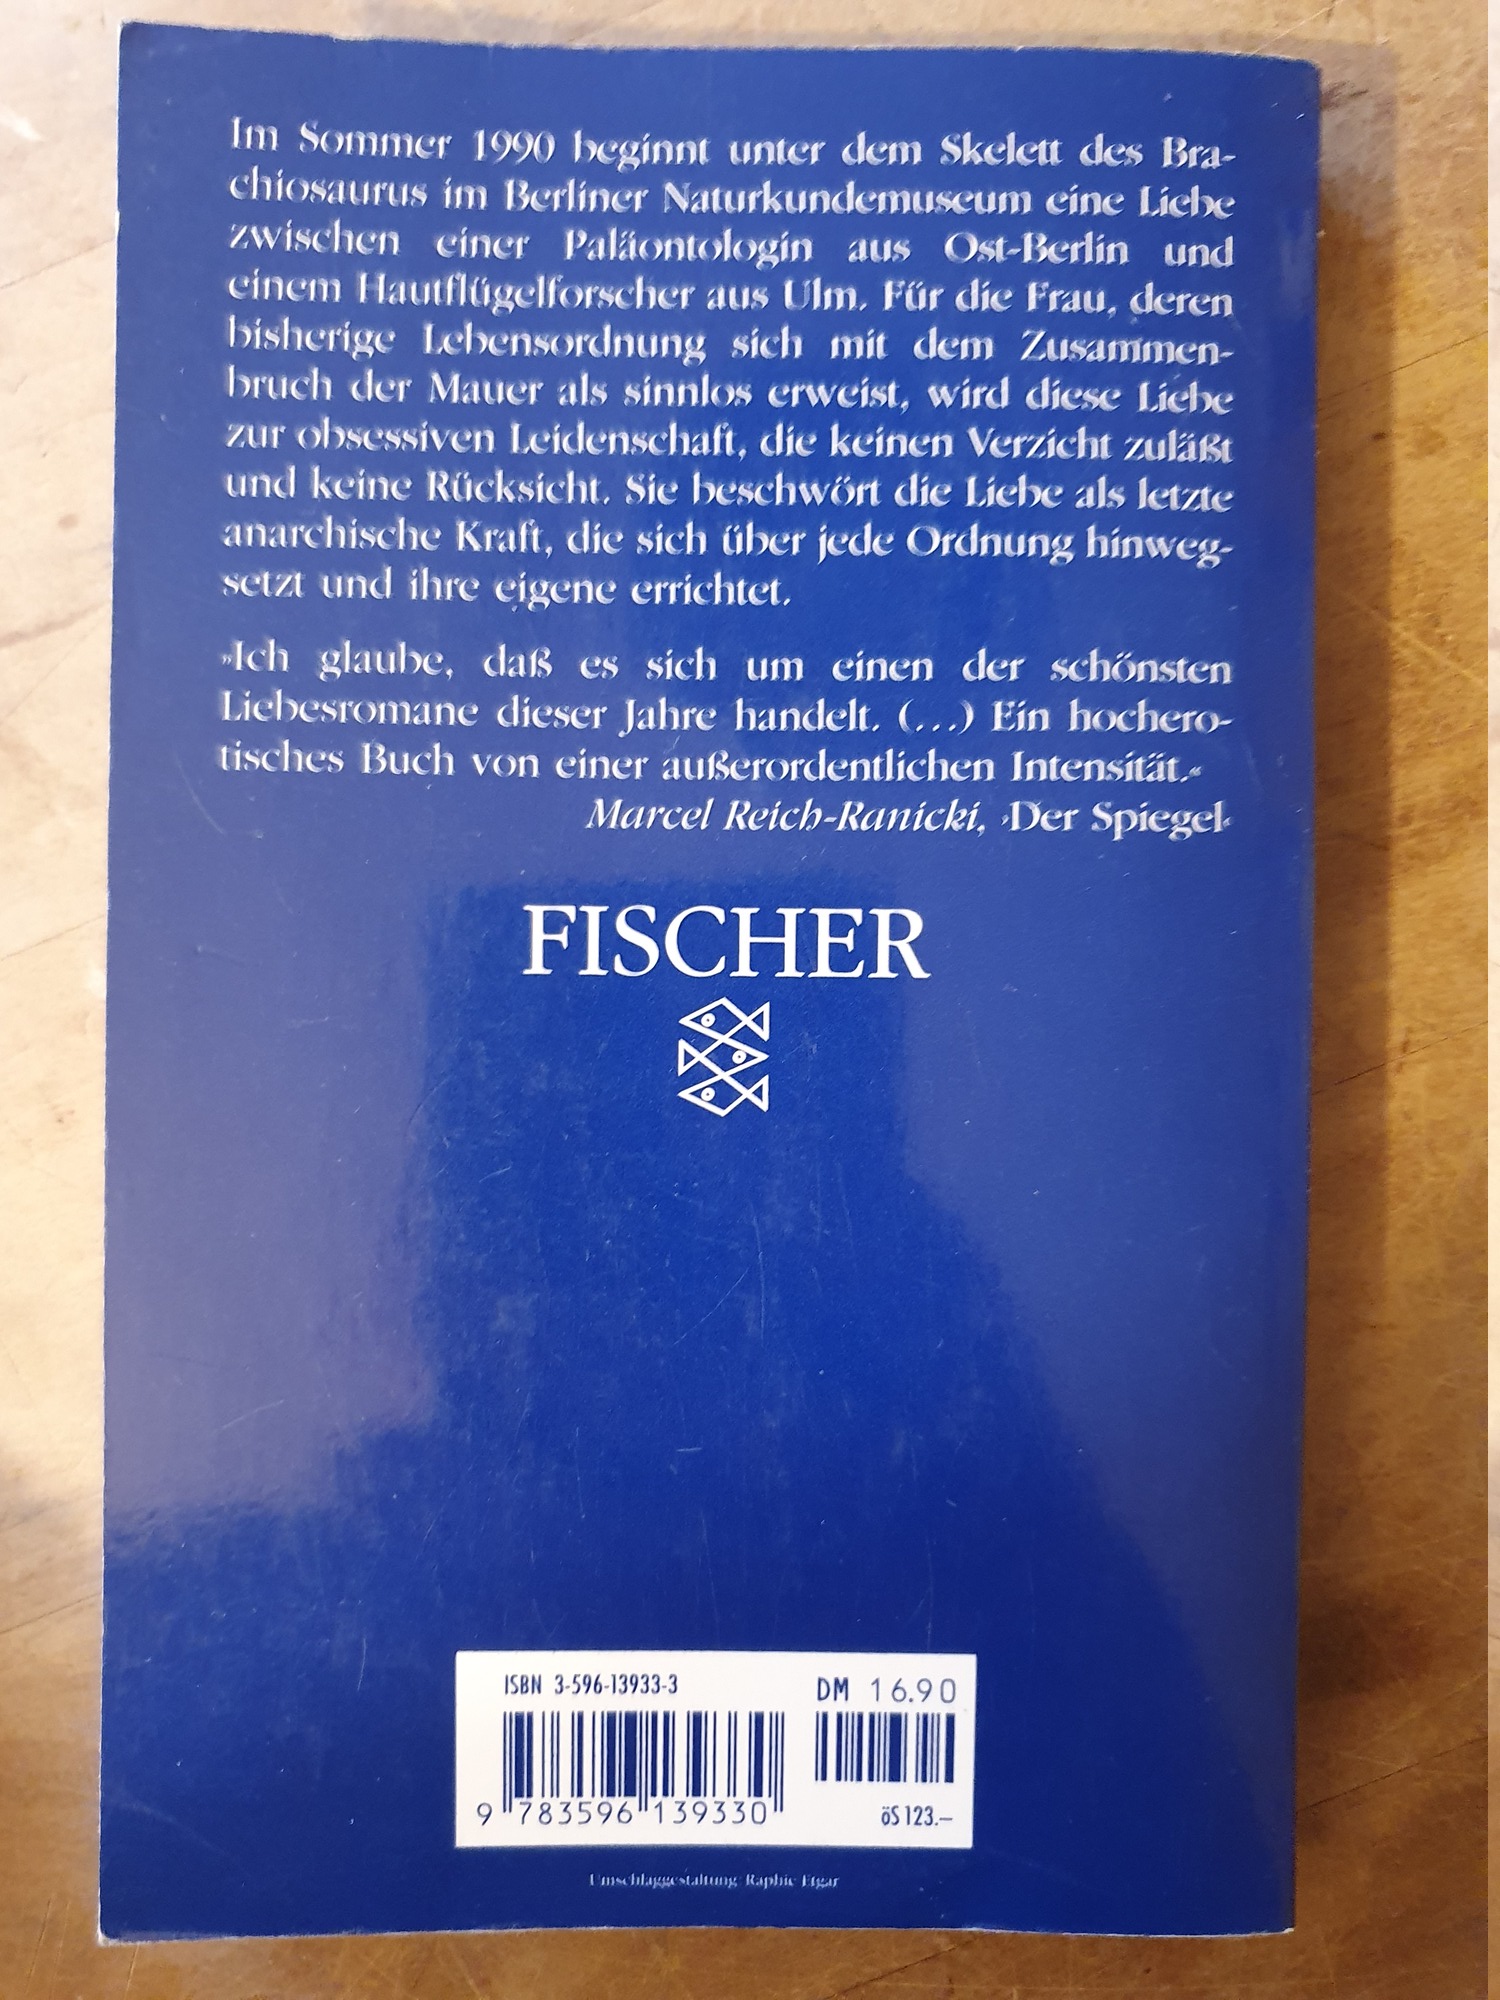 Im Sommer 1990 beginnt unter dem Skelett des Bra-
chiosaurus im Berliner Naturkundemuseum eine Liebe
zwischen einer Paläontologin aus Ost-Berlin und
einem Hautflügelforscher aus Ulm. Für die Frau, deren
bisherige Lebensordnung sich mit dem Zusammen-
bruch der Mauer als sinnlos erweist, wird diese Liebe
zur obsessiven Leidenschaft, die keinen Verzicht zuläßt
und keine Rücksicht. Sie beschwört die Liebe als letzte
anarchische Kraft, die sich über jede Ordnung hinweg-
setzt und ihre eigene errichtet.
»Ich glaube, daß es sich um einen der schönsten
Liebesromane dieser Jahre handelt. (...) Ein hochero-
tisches Buch von einer außerordentlichen Intensität.«
Marcel Reich-Ranicki, ›Der Spiegel‹
FISCHER
ISBN 3-596-13933-3
DM 16.90
9 783596 139330
öS 123.–
Umschlaggestaltung: Raphie Etgar